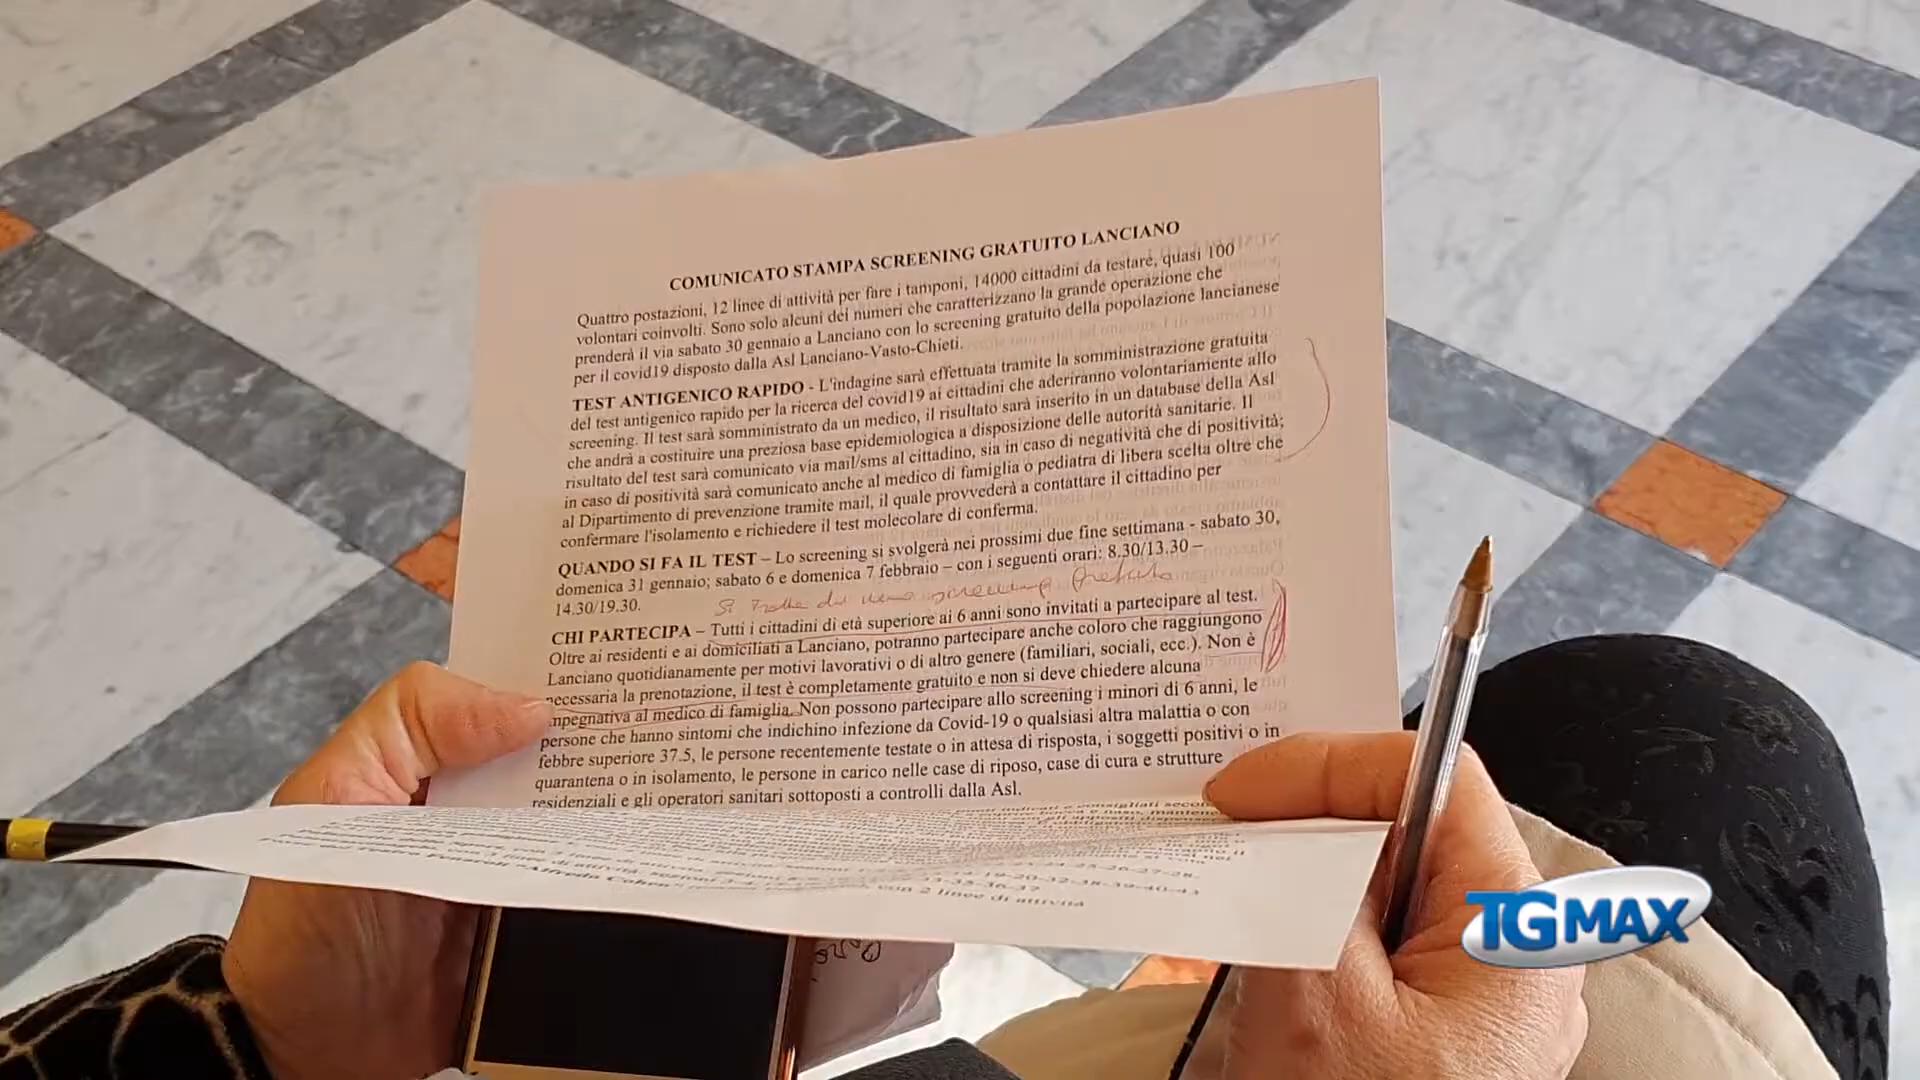 COMUNICATO STAMPA SCREENING GRATUITO LANCIANO
Quattro postazioni, 12 linee di attività per fare i tamponi, 14000 cittadini da testare, quasi 100
volontari coinvolti. Sono solo alcuni dei numeri che caratterizzano la grande operazione che
prenderà il via sabato 30 gennaio a Lanciano con lo screening gratuito della popolazione lancianese
per il covid19 disposto dalla Asl Lanciano-Vasto-Chieti.
TEST ANTIGENICO RAPIDO - L'indagine sarà effettuata tramite la somministrazione gratuita
del test antigenico rapido per la ricerca del covid19 ai cittadini che aderiranno volontariamente allo
screening. Il test sarà somministrato da un medico, il risultato sarà inserito in un database della Asl
che andrà a costituire una preziosa base epidemiologica a disposizione delle autorità sanitarie. Il
risultato del test sarà comunicato via mail/sms al cittadino, sia in caso di negatività che di positività;
in caso di positività sarà comunicato anche al medico di famiglia o pediatra di libera scelta oltre che
al Dipartimento di prevenzione tramite mail, il quale provvederà a contattare il cittadino per
confermare l'isolamento e richiedere il test molecolare di conferma.
QUANDO SI FA IL TEST – Lo screening si svolgerà nei prossimi due fine settimana - sabato 30,
domenica 31 gennaio; sabato 6 e domenica 7 febbraio – con i seguenti orari: 8.30/13.30 –
14.30/19.30.
screening
CHI PARTECIPA – Tutti i cittadini di età superiore ai 6 anni sono invitati a partecipare al test.
Oltre ai residenti e ai domiciliati a Lanciano, potranno partecipare anche coloro che raggiungono
Lanciano quotidianamente per motivi lavorativi o di altro genere (familiari, sociali, ecc.). Non è
necessaria la prenotazione, il test è completamente gratuito e non si deve chiedere alcuna
mpegnativa al medico di famiglia. Non possono partecipare allo screening i minori di 6 anni, le
persone che hanno sintomi che indichino infezione da Covid-19 o qualsiasi altra malattia o con
febbre superiore 37.5, le persone recentemente testate o in attesa di risposta, i soggetti positivi o in
quarantena o in isolamento, le persone in carico nelle case di riposo, case di cura e strutture
residenziali e gli operatori sanitari sottoposti a controlli dalla Asl.
"Alfredo Cohen" con 2 linee di attività
TGMAX